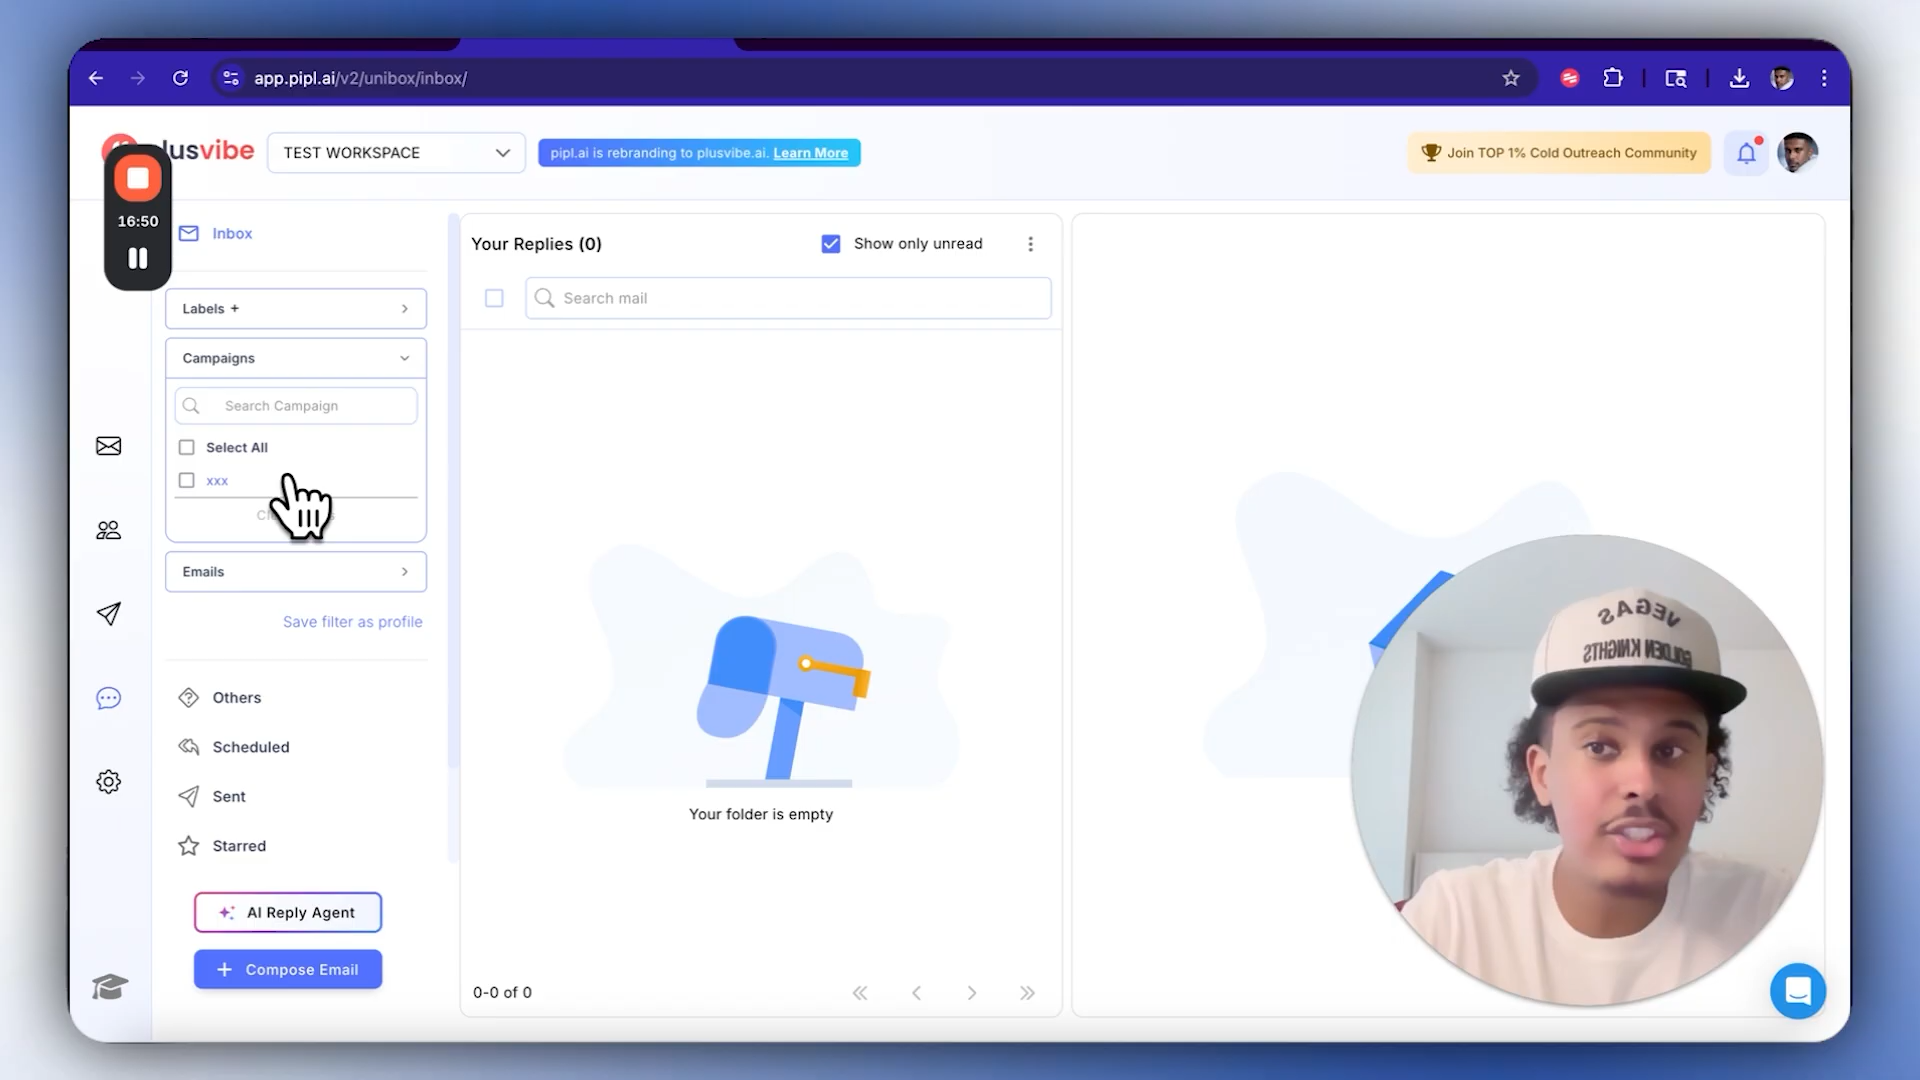 app.pipl.ai/v2/unibox/inbox/
plusvibe
TEST WORKSPACE
pipl.ai is rebranding to plusvibe.ai. Learn More
Join TOP 1% Cold Outreach Community
16:50
Inbox
Labels +
Campaigns
Search Campaign
Select All
xxx
Emails
Save filter as profile
Others
Scheduled
Sent
Starred
AI Reply Agent
+ Compose Email
Your Replies (0)
Show only unread
Search mail
Your folder is empty
0-0 of 0
VEGAS
GOLDEN KNIGHTS